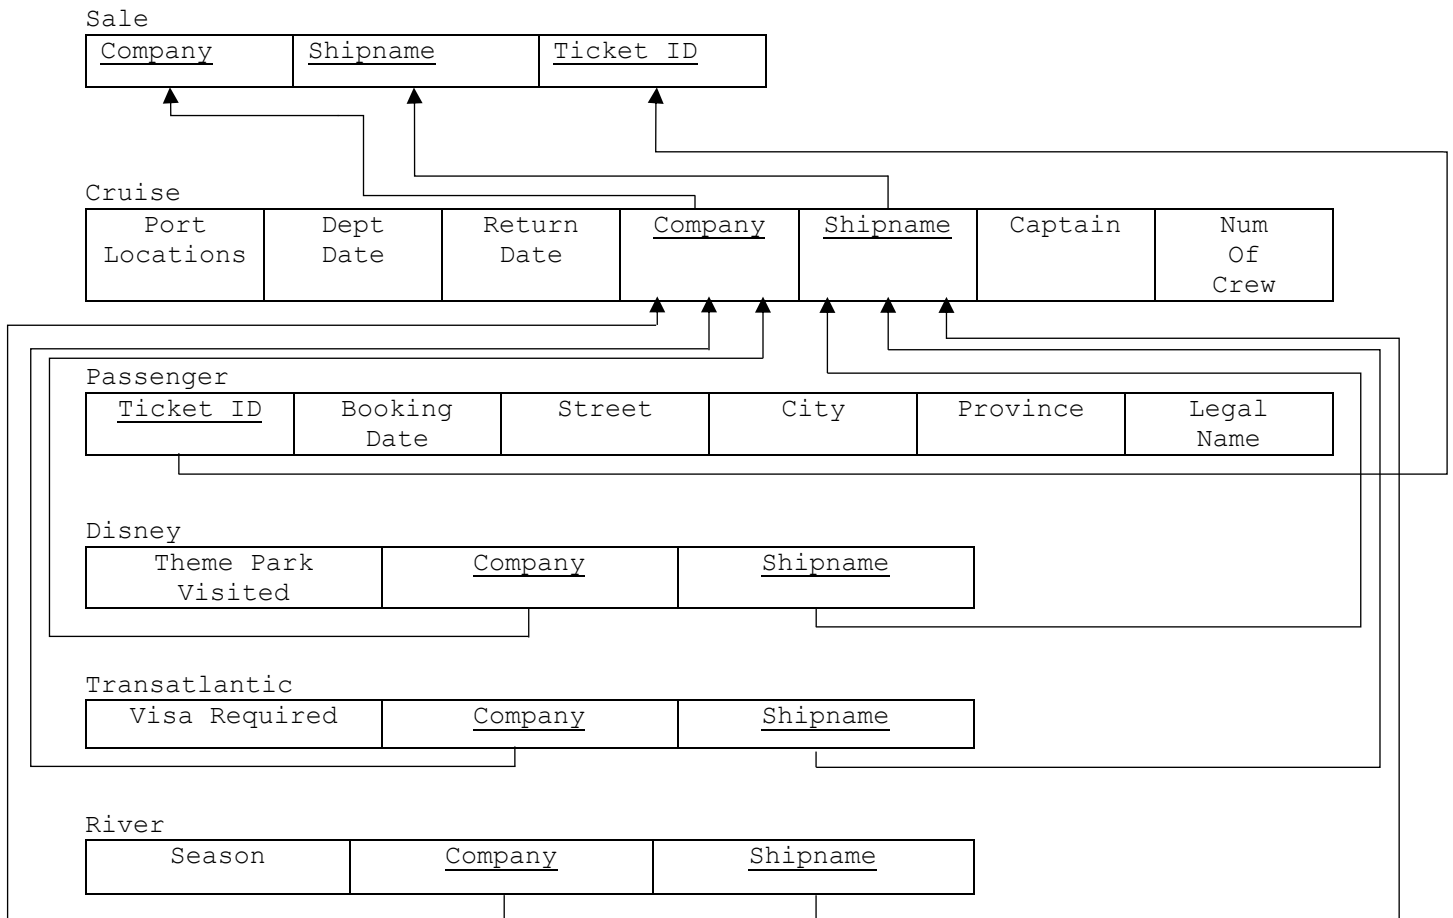 Sale
Company Shipname Ticket ID
Cruise
Port Dept Return Company Shipname Captain Num
Locations Date Date Of
Crew
Passenger
Ticket ID Booking Street City Province Legal
Date Name
Disney
Theme Park Company Shipname
Visited
Transatlantic
Visa Required Company Shipname
River
Season Company Shipname